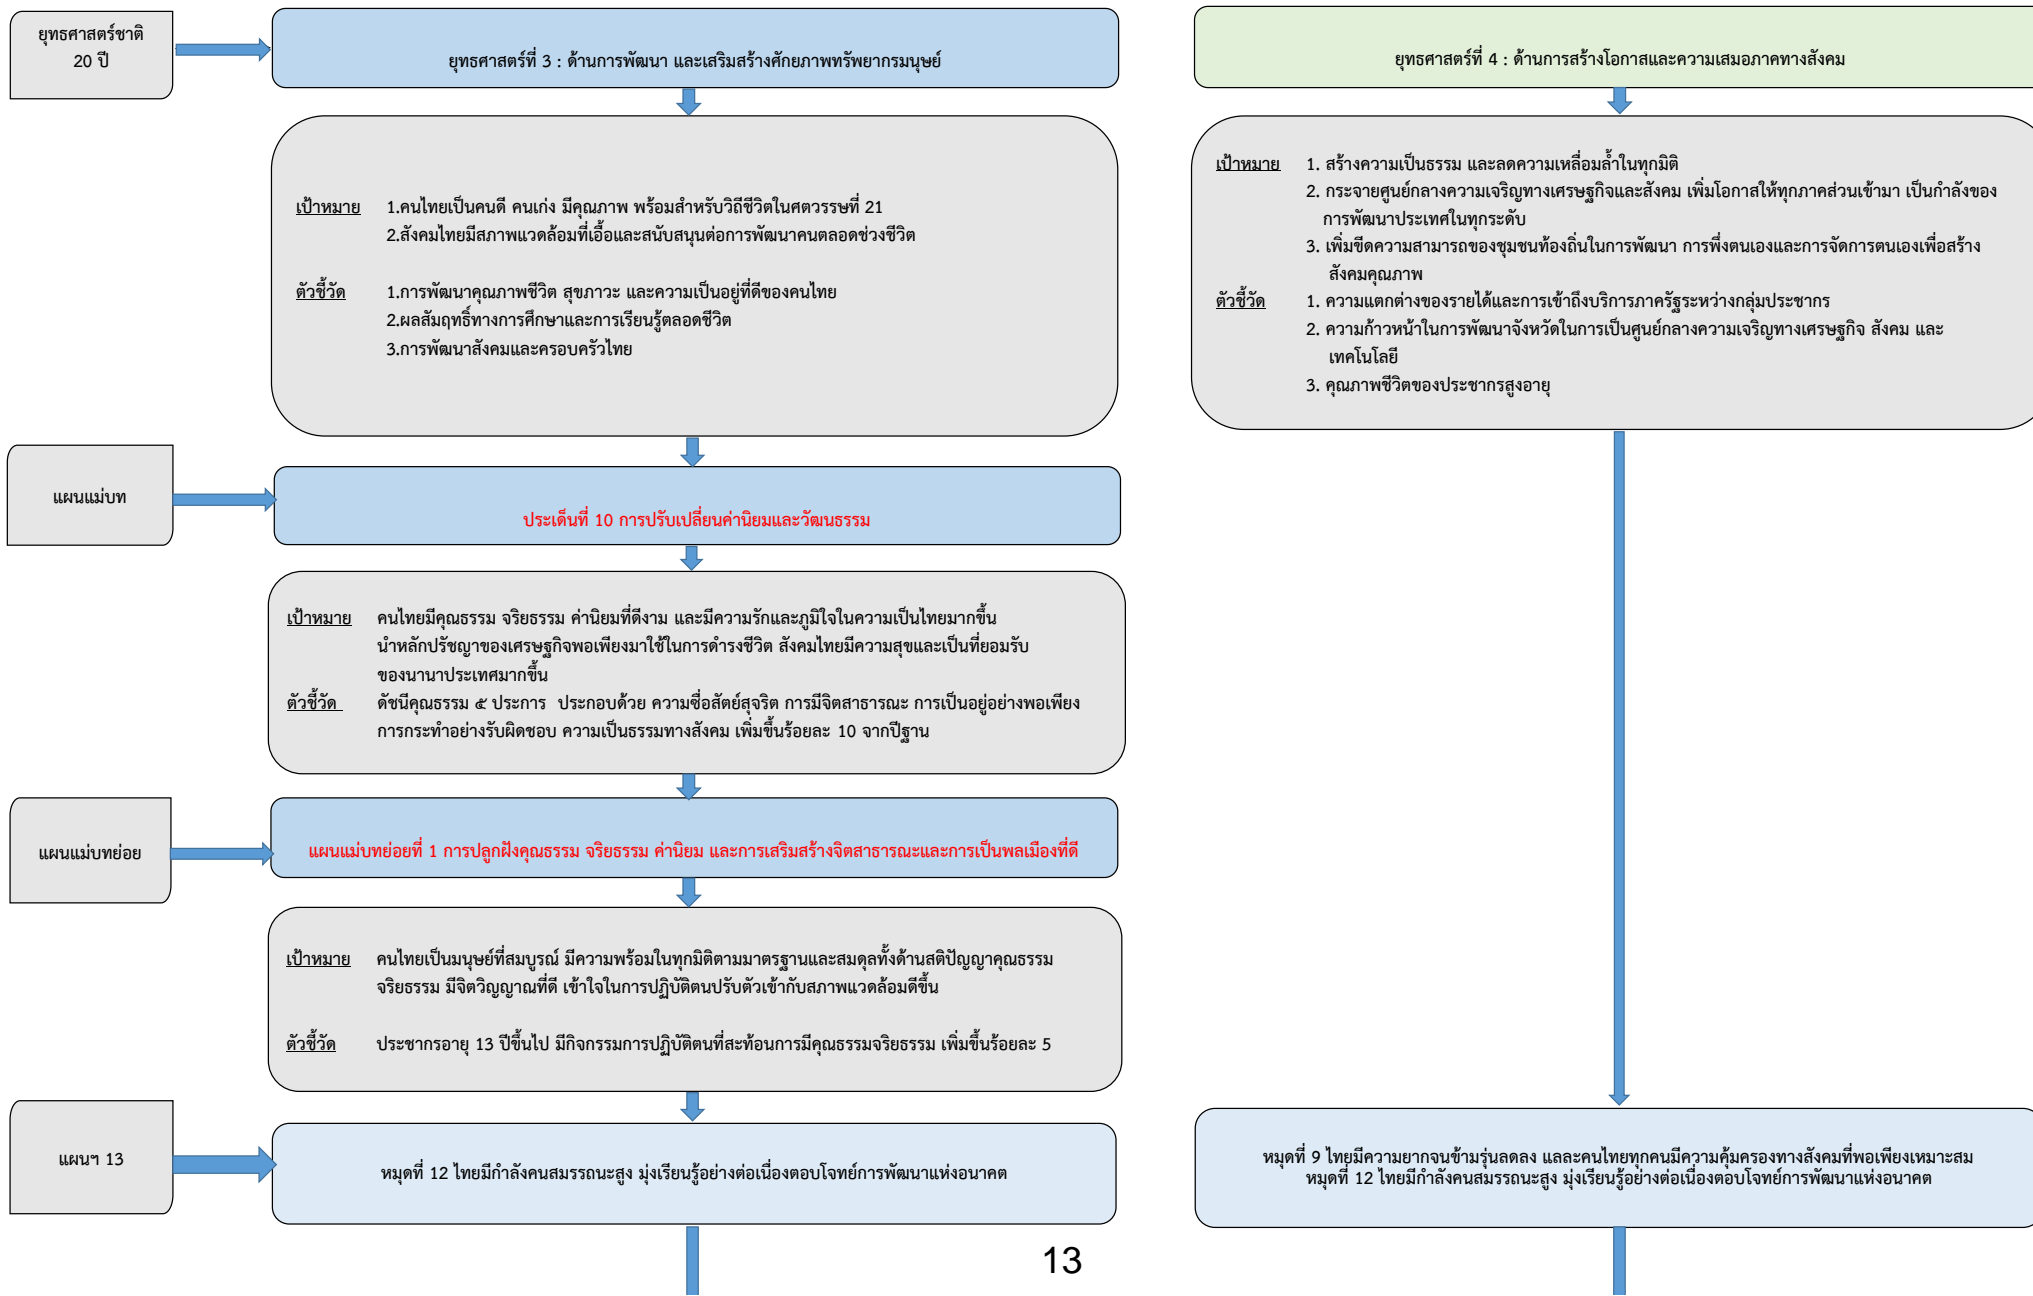 ยุทธศาสตร์ชาติ
20 ปี
ยุทธศาสตร์ที่ 3 : ด้านการพัฒนา และเสริมสร้างศักยภาพทรัพยากรมนุษย์
เป้าหมาย 1.คนไทยเป็นคนดี คนเก่ง มีคุณภาพ พร้อมสำหรับวิถีชีวิตในศตวรรษที่ 21
2.สังคมไทยมีสภาพแวดล้อมที่เอื้อและสนับสนุนต่อการพัฒนาคนตลอดช่วงชีวิต
ตัวชี้วัด 1.การพัฒนาคุณภาพชีวิต สุขภาวะ และความเป็นอยู่ที่ดีของคนไทย
2.ผลสัมฤทธิ์ทางการศึกษาและการเรียนรู้ตลอดชีวิต
3.การพัฒนาสังคมและครอบครัวไทย
แผนแม่บท
ประเด็นที่ 10 การปรับเปลี่ยนค่านิยมและวัฒนธรรม
เป้าหมาย คนไทยมีคุณธรรม จริยธรรม ค่านิยมที่ดีงาม และมีความรักและภูมิใจในความเป็นไทยมากขึ้น
นำหลักปรัชญาของเศรษฐกิจพอเพียงมาใช้ในการดำรงชีวิต สังคมไทยมีความสุขและเป็นที่ยอมรับ
ของนานาประเทศมากขึ้น
ตัวชี้วัด ดัชนีคุณธรรม ๕ ประการ ประกอบด้วย ความซื่อสัตย์สุจริต การมีจิตสาธารณะ การเป็นอยู่อย่างพอเพียง
การกระทำอย่างรับผิดชอบ ความเป็นธรรมทางสังคม เพิ่มขึ้นร้อยละ 10 จากปีฐาน
แผนแม่บทย่อย
แผนแม่บทย่อยที่ 1 การปลูกฝังคุณธรรม จริยธรรม ค่านิยม และการเสริมสร้างจิตสาธารณะและการเป็นพลเมืองที่ดี
เป้าหมาย คนไทยเป็นมนุษย์ที่สมบูรณ์ มีความพร้อมในทุกมิติตามมาตรฐานและสมดุลทั้งด้านสติปัญญาคุณธรรม
จริยธรรม มีจิตวิญญาณที่ดี เข้าใจในการปฏิบัติตนปรับตัวเข้ากับสภาพแวดล้อมดีขึ้น
ตัวชี้วัด ประชากรอายุ 13 ปีขึ้นไป มีกิจกรรมการปฏิบัติตนที่สะท้อนการมีคุณธรรมจริยธรรม เพิ่มขึ้นร้อยละ 5
แผนฯ 13
หมุดที่ 12 ไทยมีกำลังคนสมรรถนะสูง มุ่งเรียนรู้อย่างต่อเนื่องตอบโจทย์การพัฒนาแห่งอนาคต
ยุทธศาสตร์ที่ 4 : ด้านการสร้างโอกาสและความเสมอภาคทางสังคม
เป้าหมาย 1. สร้างความเป็นธรรม และลดความเหลื่อมล้ำในทุกมิติ
2. กระจายศูนย์กลางความเจริญทางเศรษฐกิจและสังคม เพิ่มโอกาสให้ทุกภาคส่วนเข้ามา เป็นกำลังของ
การพัฒนาประเทศในทุกระดับ
3. เพิ่มขีดความสามารถของชุมชนท้องถิ่นในการพัฒนา การพึ่งตนเองและการจัดการตนเองเพื่อสร้าง
สังคมคุณภาพ
ตัวชี้วัด 1. ความแตกต่างของรายได้และการเข้าถึงบริการภาครัฐระหว่างกลุ่มประชากร
2. ความก้าวหน้าในการพัฒนาจังหวัดในการเป็นศูนย์กลางความเจริญทางเศรษฐกิจ สังคม และ
เทคโนโลยี
3. คุณภาพชีวิตของประชากรสูงอายุ
หมุดที่ 9 ไทยมีความยากจนข้ามรุ่นลดลง และคนไทยทุกคนมีความคุ้มครองทางสังคมที่พอเพียงเหมาะสม
หมุดที่ 12 ไทยมีกำลังคนสมรรถนะสูง มุ่งเรียนรู้อย่างต่อเนื่องตอบโจทย์การพัฒนาแห่งอนาคต
13